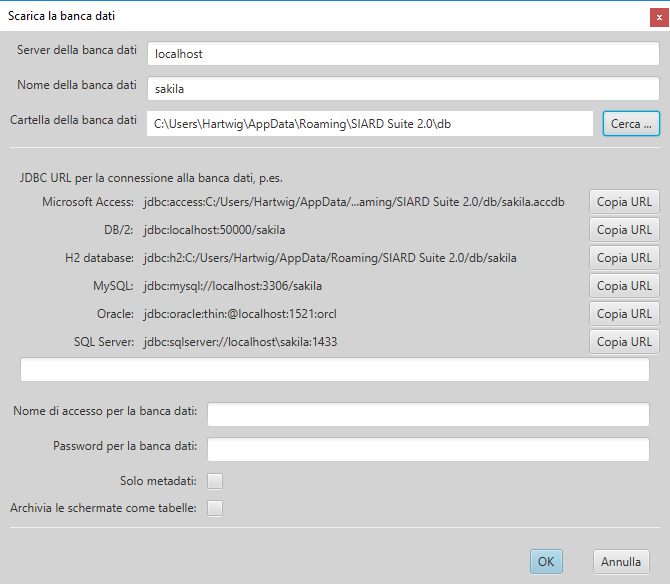 Scarica la banca dati
x
Server della banca dati localhost
Nome della banca dati sakila
Cartella della banca dati C:\Users\Hartwig\AppData\Roaming\SIARD Suite 2.0\db Cerca ...
JDBC URL per la connessione alla banca dati, p.es.
Microsoft Access: jdbc:access:C:/Users/Hartwig/AppData/...aming/SIARD Suite 2.0/db/sakila.accdb Copia URL
DB/2: jdbc:localhost:50000/sakila Copia URL
H2 database: jdbc:h2:C:/Users/Hartwig/AppData/Roaming/SIARD Suite 2.0/db/sakila Copia URL
MySQL: jdbc:mysql://localhost:3306/sakila Copia URL
Oracle: jdbc:oracle:thin:@localhost:1521:orcl Copia URL
SQL Server: jdbc:sqlserver://localhost\sakila:1433 Copia URL
Nome di accesso per la banca dati:
Password per la banca dati:
Solo metadati:
Archivia le schermate come tabelle:
OK Annulla